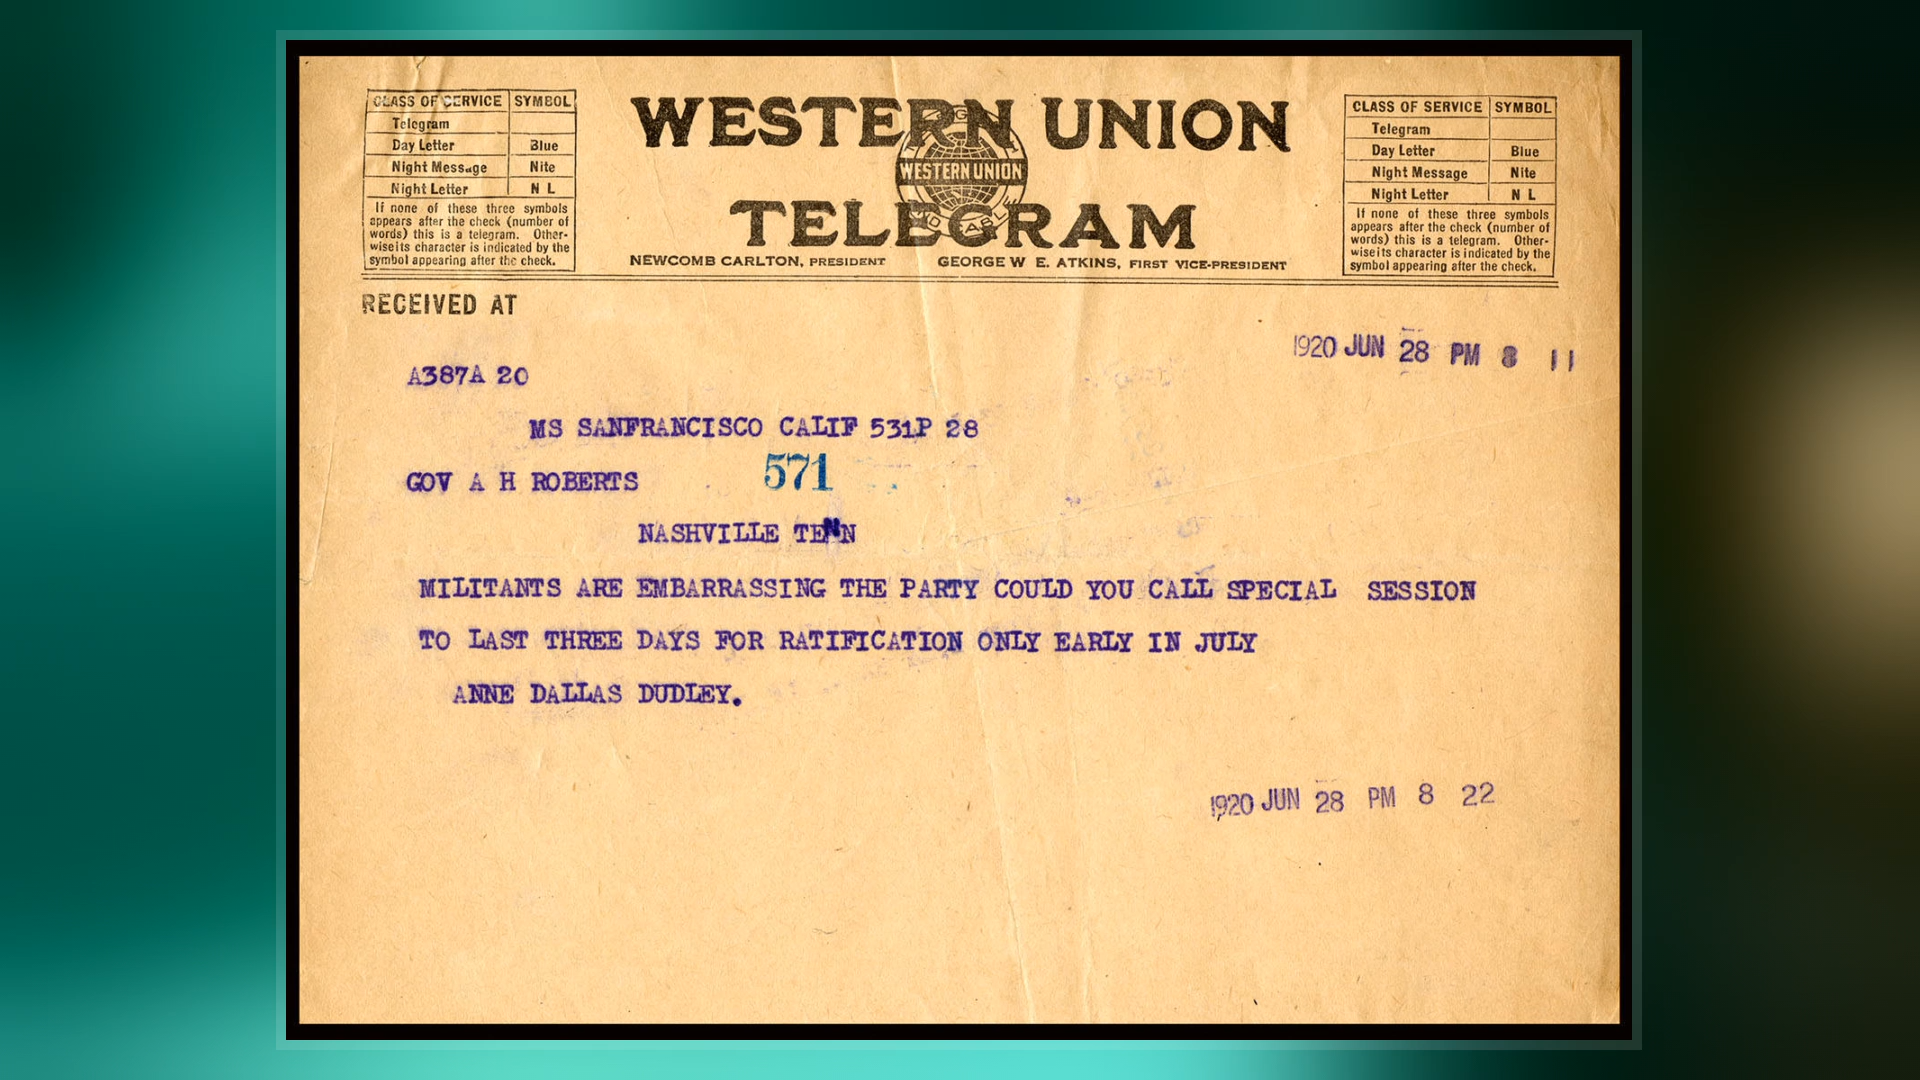 CLASS OF SERVICE SYMBOL
Telegram
Day Letter Blue
Night Message Nite
Night Letter N L
If none of these three symbols
appears after the check (number of
words) this is a telegram. Other-
wise its character is indicated by the
symbol appearing after the check.
WESTERN UNION
WESTERN UNION
TELEGRAM
NEWCOMB CARLTON, PRESIDENT GEORGE W E. ATKINS, FIRST VICE-PRESIDENT
CLASS OF SERVICE SYMBOL
Telegram
Day Letter Blue
Night Message Nite
Night Letter N L
If none of these three symbols
appears after the check (number of
words) this is a telegram. Other-
wise its character is indicated by the
symbol appearing after the check.
RECEIVED AT
1920 JUN 28 PM 8 11
A387A 20
MS SANFRANCISCO CALIF 531P 28
GOV A H ROBERTS 571
NASHVILLE TENN
MILITANTS ARE EMBARRASSING THE PARTY COULD YOU CALL SPECIAL SESSION
TO LAST THREE DAYS FOR RATIFICATION ONLY EARLY IN JULY
ANNE DALLAS DUDLEY.
1920 JUN 28 PM 8 22